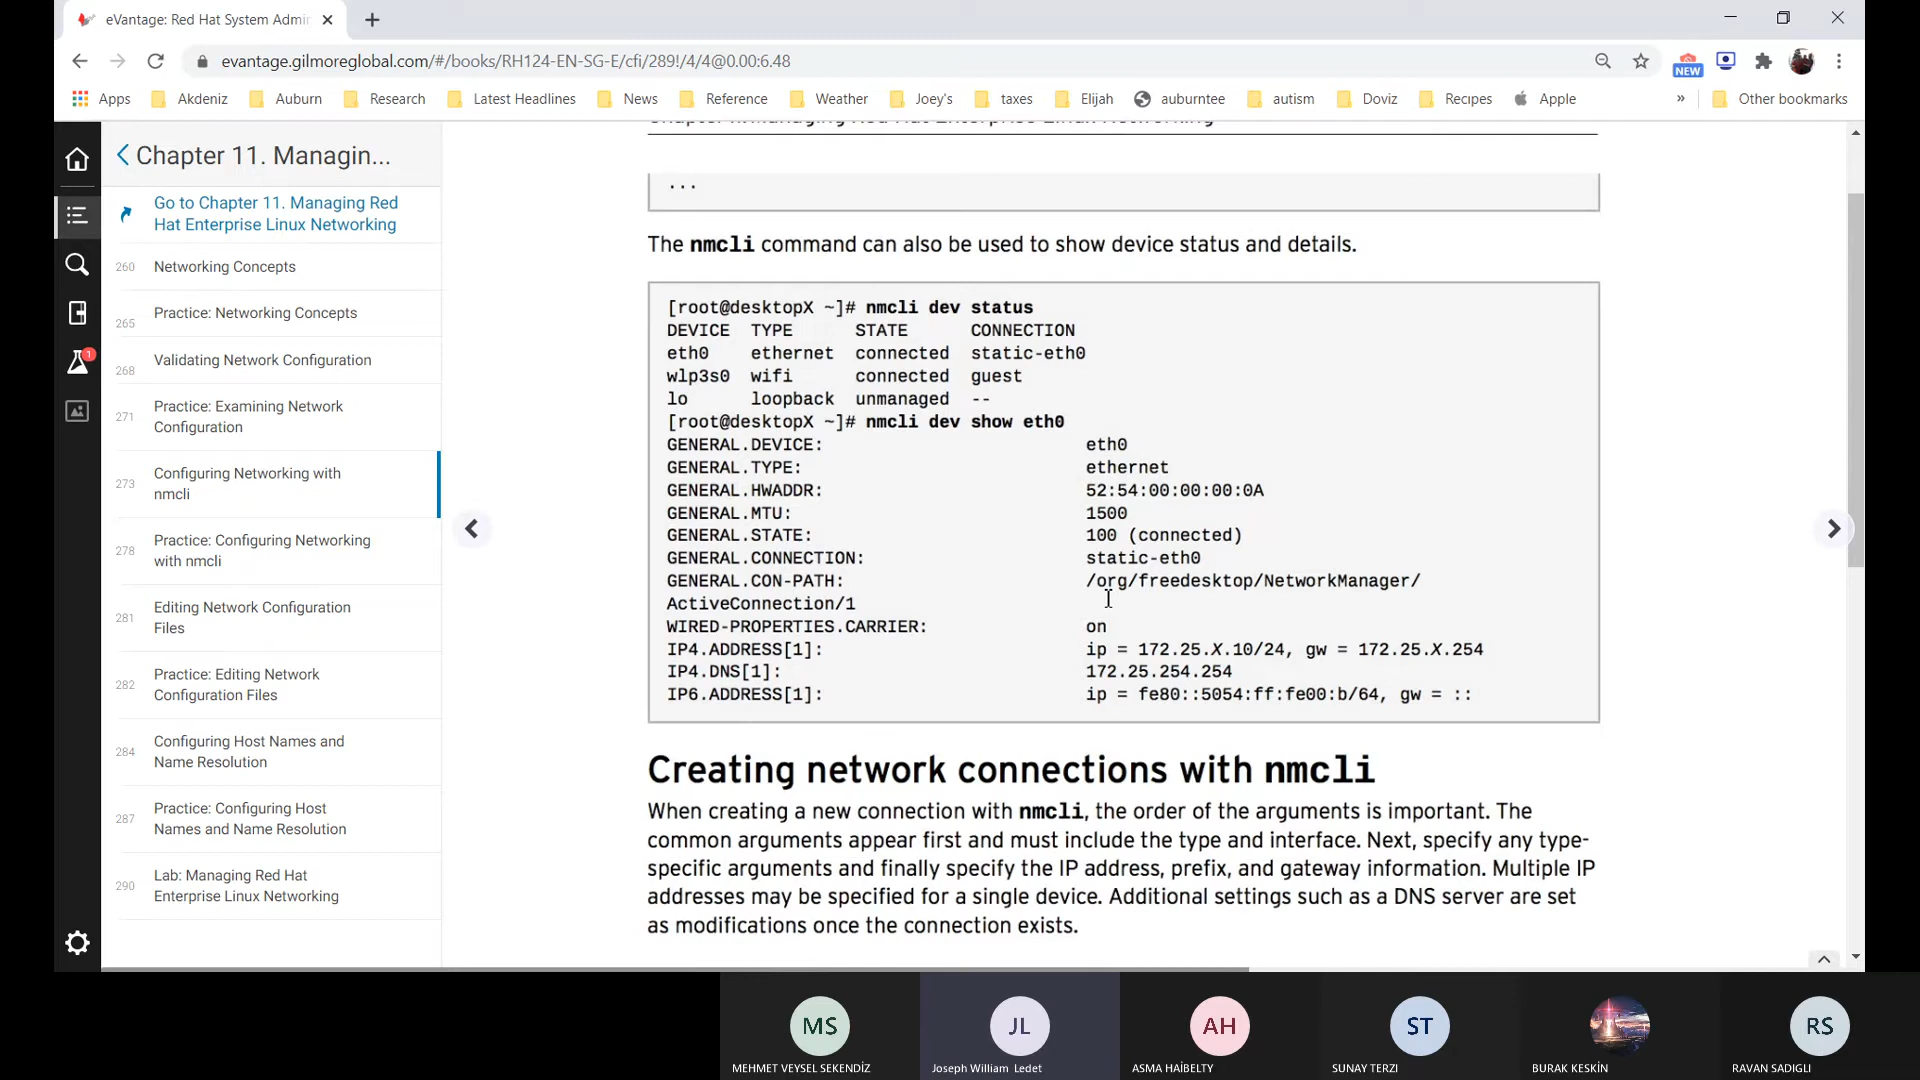 eVantage: Red Hat System Admin
evantage.gilmoreglobal.com/#/books/RH124-EN-SG-E/cfi/289!/4/4@0.00:6.48
NEW
Apps
Akdeniz
Auburn
Research
Latest Headlines
News
Reference
Weather
Joey's
taxes
Elijah
auburntee
autism
Doviz
Recipes
Apple
»
Other bookmarks
Chapter 11. Managin...
Go to Chapter 11. Managing Red
Hat Enterprise Linux Networking
260 Networking Concepts
265 Practice: Networking Concepts
268 Validating Network Configuration
271 Practice: Examining Network
Configuration
273 Configuring Networking with
nmcli
278 Practice: Configuring Networking
with nmcli
281 Editing Network Configuration
Files
282 Practice: Editing Network
Configuration Files
284 Configuring Host Names and
Name Resolution
287 Practice: Configuring Host
Names and Name Resolution
290 Lab: Managing Red Hat
Enterprise Linux Networking
1
Chapter 11. Managing Red Hat Enterprise Linux Networking
...
The nmcli command can also be used to show device status and details.
[root@desktopX ~]# nmcli dev status
DEVICE TYPE STATE CONNECTION
eth0 ethernet connected static-eth0
wlp3s0 wifi connected guest
lo loopback unmanaged --
[root@desktopX ~]# nmcli dev show eth0
GENERAL.DEVICE: eth0
GENERAL.TYPE: ethernet
GENERAL.HWADDR: 52:54:00:00:00:0A
GENERAL.MTU: 1500
GENERAL.STATE: 100 (connected)
GENERAL.CONNECTION: static-eth0
GENERAL.CON-PATH: /org/freedesktop/NetworkManager/
ActiveConnection/1
WIRED-PROPERTIES.CARRIER: on
IP4.ADDRESS[1]: ip = 172.25.X.10/24, gw = 172.25.X.254
IP4.DNS[1]: 172.25.254.254
IP6.ADDRESS[1]: ip = fe80::5054:ff:fe00:b/64, gw = ::
Creating network connections with nmcli
When creating a new connection with nmcli, the order of the arguments is important. The
common arguments appear first and must include the type and interface. Next, specify any type-
specific arguments and finally specify the IP address, prefix, and gateway information. Multiple IP
addresses may be specified for a single device. Additional settings such as a DNS server are set
as modifications once the connection exists.
MS
JL
AH
ST
RS
MEHMET VEYSEL SEKENDİZ
Joseph William Ledet
ASMA HAİBELTY
SUNAY TERZI
BURAK KESKİN
RAVAN SADIGLI